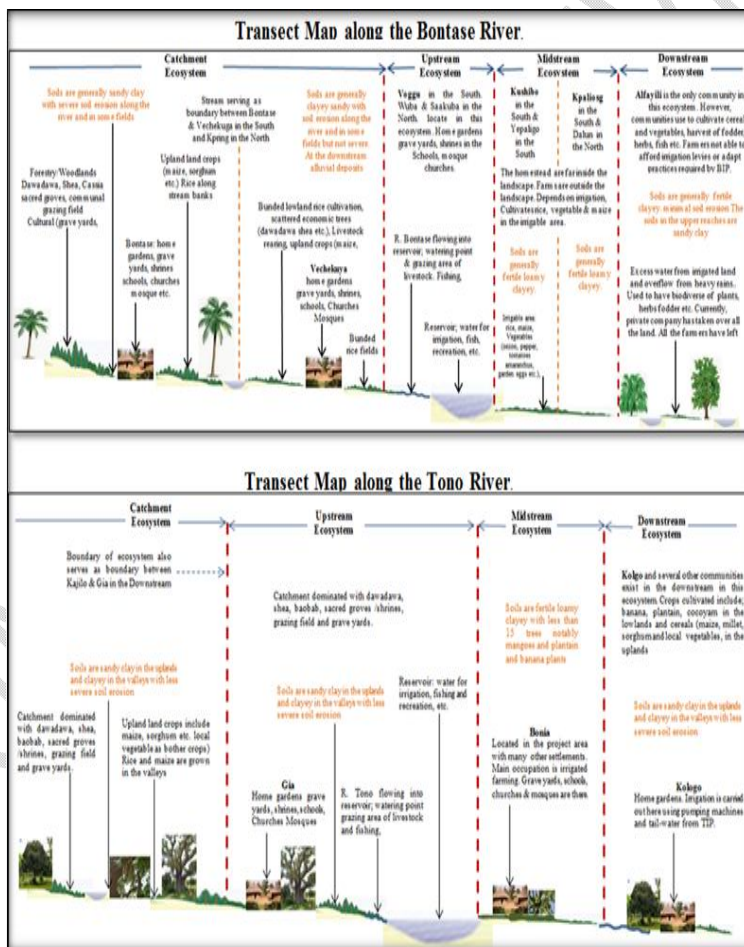 Transect Map along the Bontase River.
Catchment
Ecosystem
Upstream
Ecosystem
Midstream
Ecosystem
Downstream
Ecosystem
Soils are generally sandy clay
with severe soil erosion along the
river and in some fields
Forestry/Woodlands
Dawadawa, Shea, Cassia
sacred groves, communal
grazing field
Cultural (grave yards,
Bontase: home
gardens, grave
yards, shrines
schools, churches
mosque etc.
Stream serving as
boundary between Bontase
& Vechekuga in the South
and Kpring in the North
Upland land crops
(maize, sorghum
etc.) Rice along
stream banks
Soils are generally
clayey sandy with
soil erosion along the
river and in some
fields but not severe.
At the downstream
alluvial deposits
Bunded lowland rice cultivation,
scattered economic trees
(dawadawa shea etc.), Livestock
rearing, upland crops (maize,
Vechekuya
home gardens
grave yards, shrines,
schools, Churches
Mosques
Bunded
rice fields
Vegga in the South.
Wuba & Saakuba in the
North locate in this
ecosystem. Home gardens
grave yards, shrines in the
Schools, mosque
churches.
R. Bontase flowing into
reservoir; watering point
& grazing area of
livestock. Fishing,
Reservoir; water for
irrigation, fish,
recreation, etc.
Kushibo
in the
South
& Yepalgo
in the
South
Kpaliong
in the
South &
Dahin in
the North
The homestead are far inside the
landscape. Farms are outside the
landscape. Depends on irrigation,
Cultivates rice, vegetable & maize
in the irrigable area.
Soils are
generally
fertile loamy
clayey.
Soils are
generally
fertile loamy
clayey.
Irrigable area:
rice, maize,
Vegetables
(onion, pepper,
tomatoes
amaranthus,
garden eggs etc.),
Alfayilli is the only community in
this ecosystem. However,
communities use to cultivate cereal
and vegetables, harvest of fodder,
herbs, fish etc. Farmers not able to
afford irrigation levies or adapt
practices required by BIP.
Soils are generally fertile
clayey. minimal soil erosion The
soils in the upper reaches are
sandy clay
Excess water from irrigated land
and overflow from heavy rains.
Used to have biodiverse of plants,
herbs fodder etc. Currently,
private company has taken over all
the land. All the farmers have left
Transect Map along the Tono River.
Catchment
Ecosystem
Upstream
Ecosystem
Midstream
Ecosystem
Downstream
Ecosystem
Boundary of ecosystem also
serves as boundary between
Kajilo & Gia in the Downstream
Soils are sandy clay in the uplands
and clayey in the valleys with less
severe soil erosion
Catchment dominated
with dawadawa, shea,
baobab, sacred groves
/shrines, grazing field
and grave yards.
Upland land crops include
maize, sorghum etc. local
vegetable as bother crops)
Rice and maize are grown
in the valleys
Catchment dominated with dawadawa,
shea, baobab, sacred groves /shrines,
grazing field and grave yards.
Soils are sandy clay in the uplands
and clayey in the valleys with less
severe soil erosion
Gia
Home gardens grave
yards, shrines, schools,
Churches Mosques
R. Tono flowing into
reservoir; watering point
grazing area of livestock
and fishing,
Reservoir: water for
irrigation, fishing and
recreation, etc.
Soils are fertile loamy
clayey with less than
15 trees notably
mangoes and plantain
and banana plants
Bonia
Located in the project area
with many other settlements.
Main occupation is irrigated
farming. Grave yards, schools,
churches & mosques are there.
Kolgo and several other communities
exist in the downstream in this
ecosystem. Crops cultivated include;
banana, plantain, cocoyam in the
lowlands and cereals (maize, millet,
sorghum and local vegetables, in the
uplands
Soils are sandy clay in the uplands
and clayey in the valleys with less
severe soil erosion
Kologo
Home gardens. Irrigation is carried
out here using pumping machines
and tail-water from TIP.